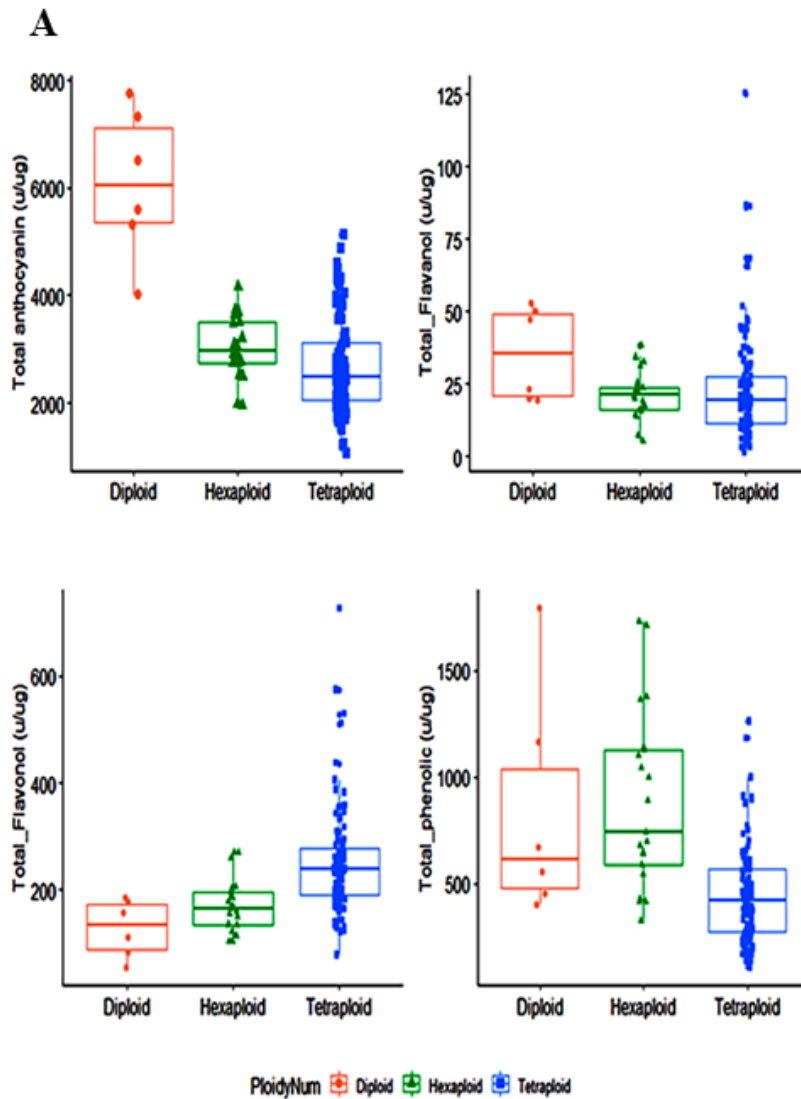 A
Total anthocyanin (u/ug)
8000
6000
4000
2000
Diploid
Hexaploid
Tetraploid
Total_Flavanol (u/ug)
125
100
75
50
25
0
Diploid
Hexaploid
Tetraploid
Total_Flavonol (u/ug)
600
400
200
Diploid
Hexaploid
Tetraploid
Total_phenolic (u/ug)
1500
1000
500
Diploid
Hexaploid
Tetraploid
PloidyNum Diploid Hexaploid Tetraploid